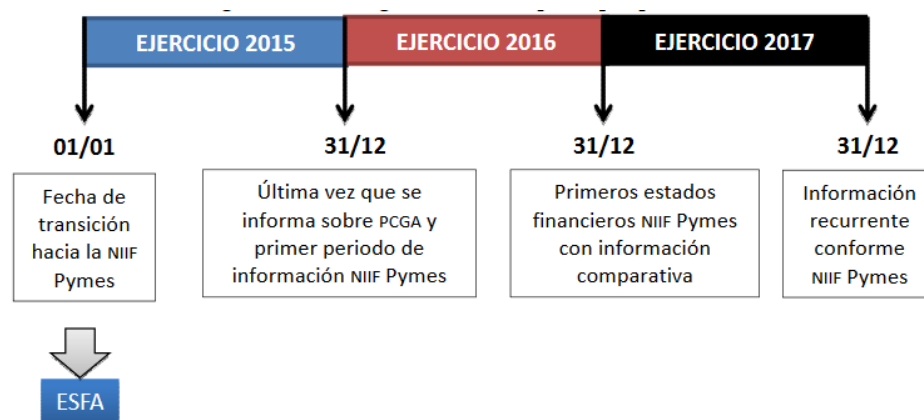 EJERCICIO 2015
EJERCICIO 2016
EJERCICIO 2017
01/01
31/12
31/12
31/12
Fecha de
transición
hacia la NIIF
Pymes
Última vez que se
informa sobre PCGA y
primer periodo de
información NIIF Pymes
Primeros estados
financieros NIIF Pymes
con información
comparativa
Información
recurrente
conforme
NIIF Pymes
ESFA